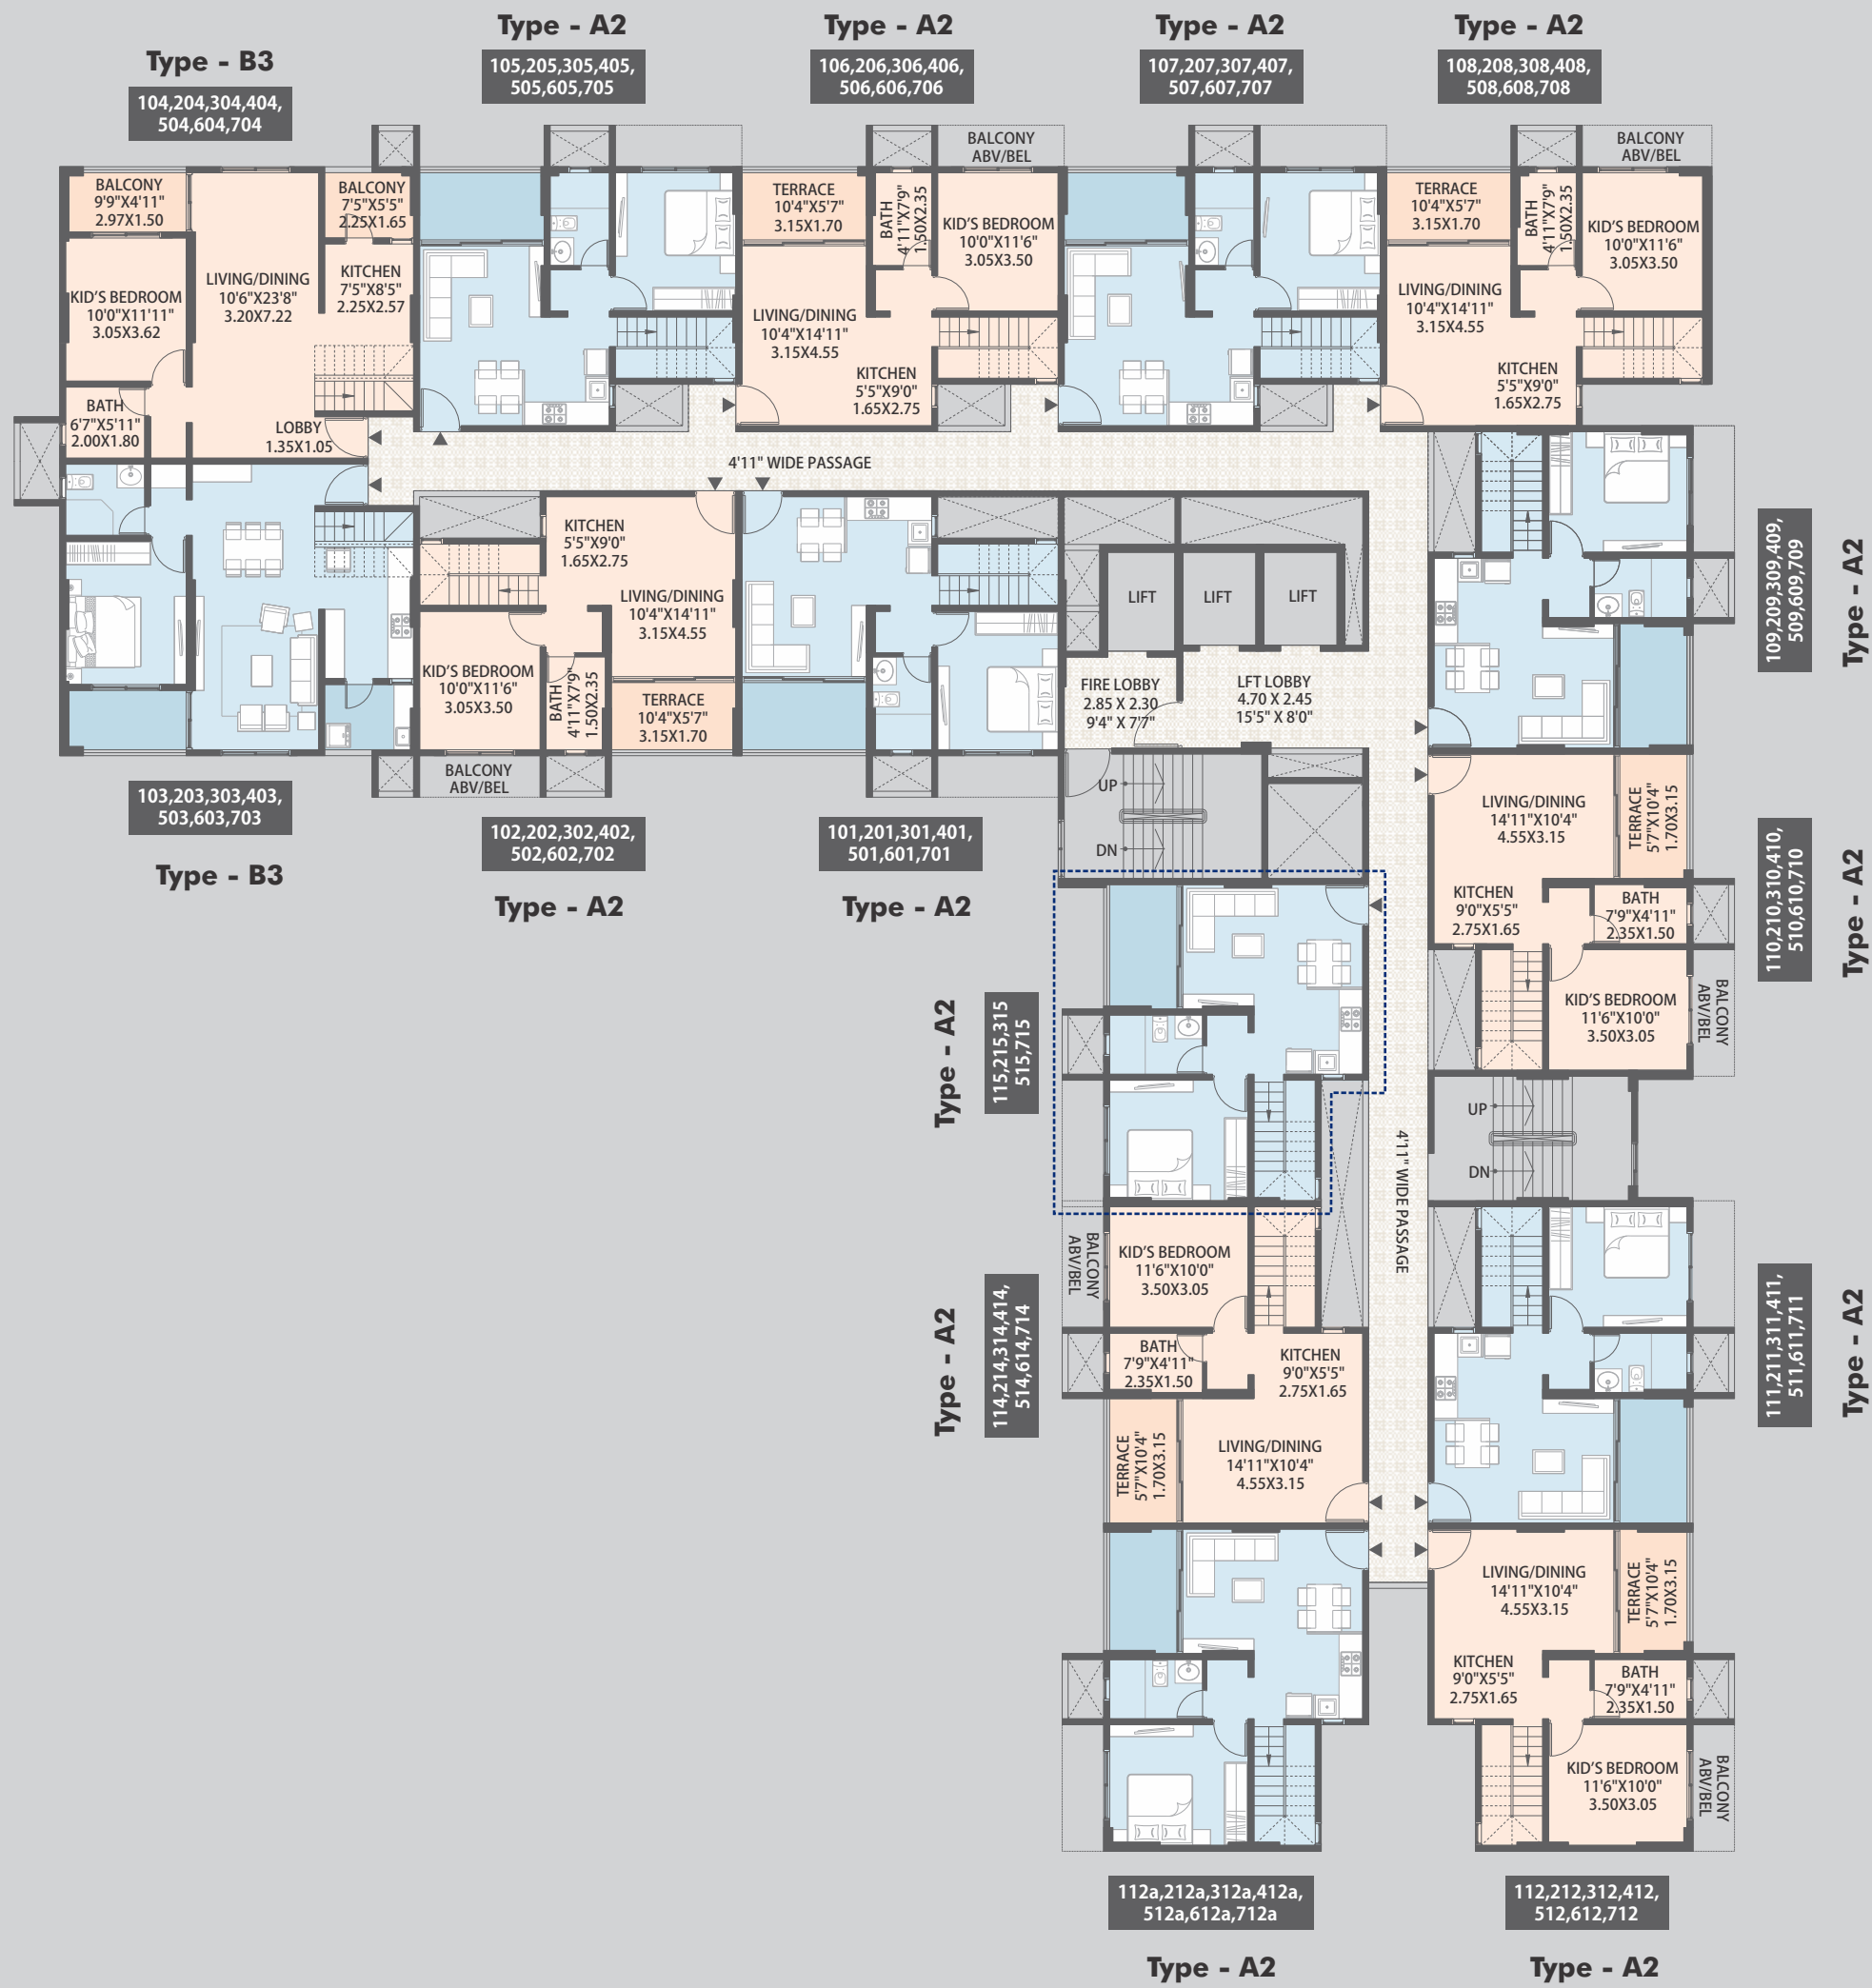 Type - B3
104,204,304,404,
504,604,704
Type - A2
105,205,305,405,
505,605,705
Type - A2
106,206,306,406,
506,606,706
Type - A2
107,207,307,407,
507,607,707
Type - A2
108,208,308,408,
508,608,708
BALCONY
9'9"X4'11"
2.97X1.50
BALCONY
7'5"X5'5"
2.25X1.65
LIVING/DINING
10'6"X23'8"
3.20X7.22
KITCHEN
7'5"X8'5"
2.25X2.57
KID'S BEDROOM
10'0"X11'11"
3.05X3.62
BATH
6'7"X5'11"
2.00X1.80
LOBBY
1.35X1.05
TERRACE
10'4"X5'7"
3.15X1.70
BATH
4'11"X7'9"
1.50X2.35
BALCONY
ABV/BEL
KID'S BEDROOM
10'0"X11'6"
3.05X3.50
LIVING/DINING
10'4"X14'11"
3.15X4.55
KITCHEN
5'5"X9'0"
1.65X2.75
TERRACE
10'4"X5'7"
3.15X1.70
BATH
4'11"X7'9"
1.50X2.35
BALCONY
ABV/BEL
KID'S BEDROOM
10'0"X11'6"
3.05X3.50
LIVING/DINING
10'4"X14'11"
3.15X4.55
KITCHEN
5'5"X9'0"
1.65X2.75
4'11" WIDE PASSAGE
KITCHEN
5'5"X9'0"
1.65X2.75
LIVING/DINING
10'4"X14'11"
3.15X4.55
KID'S BEDROOM
10'0"X11'6"
3.05X3.50
BATH
4'11"X7'9"
1.50X2.35
TERRACE
10'4"X5'7"
3.15X1.70
BALCONY
ABV/BEL
LIFT
LIFT
LIFT
FIRE LOBBY
2.85 X 2.30
9'4" X 7'7"
LFT LOBBY
4.70 X 2.45
15'5" X 8'0"
UP
DN
103,203,303,403,
503,603,703
Type - B3
102,202,302,402,
502,602,702
Type - A2
101,201,301,401,
501,601,701
Type - A2
109,209,309,409,
509,609,709
Type - A2
LIVING/DINING
14'11"X10'4"
4.55X3.15
TERRACE
5'7"X10'4"
1.70X3.15
KITCHEN
9'0"X5'5"
2.75X1.65
BATH
7'9"X4'11"
2.35X1.50
KID'S BEDROOM
11'6"X10'0"
3.50X3.05
BALCONY
ABV/BEL
110,210,310,410,
510,610,710
Type - A2
Type - A2
115,215,315
515,715
UP
DN
4'11" WIDE PASSAGE
BALCONY
ABV/BEL
KID'S BEDROOM
11'6"X10'0"
3.50X3.05
BATH
7'9"X4'11"
2.35X1.50
KITCHEN
9'0"X5'5"
2.75X1.65
TERRACE
5'7"X10'4"
1.70X3.15
LIVING/DINING
14'11"X10'4"
4.55X3.15
Type - A2
114,214,314,414,
514,614,714
111,211,311,411,
511,611,711
Type - A2
LIVING/DINING
14'11"X10'4"
4.55X3.15
TERRACE
5'7"X10'4"
1.70X3.15
KITCHEN
9'0"X5'5"
2.75X1.65
BATH
7'9"X4'11"
2.35X1.50
KID'S BEDROOM
11'6"X10'0"
3.50X3.05
BALCONY
ABV/BEL
112a,212a,312a,412a,
512a,612a,712a
Type - A2
112,212,312,412,
512,612,712
Type - A2